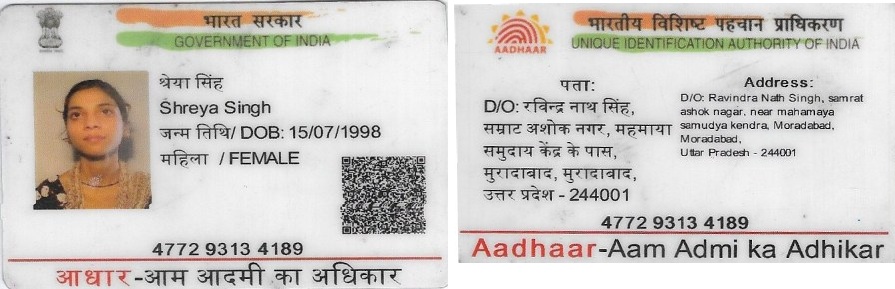 भारत सरकार
GOVERNMENT OF INDIA
श्रेया सिंह
Shreya Singh
जन्म तिथि/ DOB: 15/07/1998
महिला / FEMALE
4772 9313 4189
आधार-आम आदमी का अधिकार
भारतीय विशिष्ट पहचान प्राधिकरण
AADHAAR
UNIQUE IDENTIFICATION AUTHORITY OF INDIA
पता:
D/O: रविन्द्र नाथ सिंह,
सम्राट अशोक नगर, महमाया
समुदाय केंद्र के पास,
मुरादाबाद, मुरादाबाद,
उत्तर प्रदेश - 244001
Address:
D/O: Ravindra Nath Singh, samrat
ashok nagar, near mahamaya
samudya kendra, Moradabad,
Moradabad,
Uttar Pradesh - 244001
4772 9313 4189
Aadhaar-Aam Admi ka Adhikar